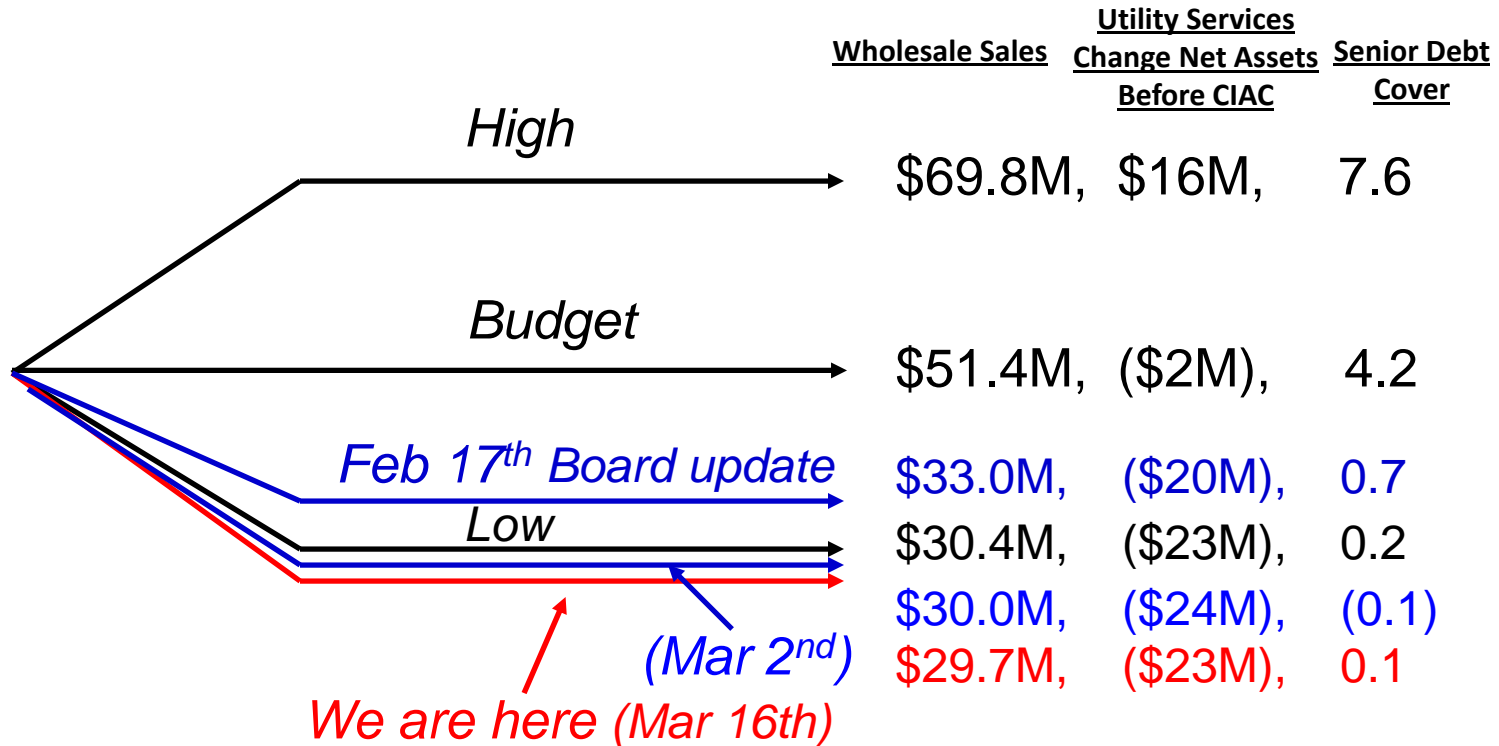 Wholesale Sales
Utility Services
Change Net Assets
Before CIAC
Senior Debt
Cover
High
$69.8M, $16M, 7.6
Budget
$51.4M, ($2M), 4.2
Feb 17th Board update
$33.0M, ($20M), 0.7
Low
$30.4M, ($23M), 0.2
$30.0M, ($24M), (0.1)
(Mar 2nd)
$29.7M, ($23M), 0.1
We are here (Mar 16th)